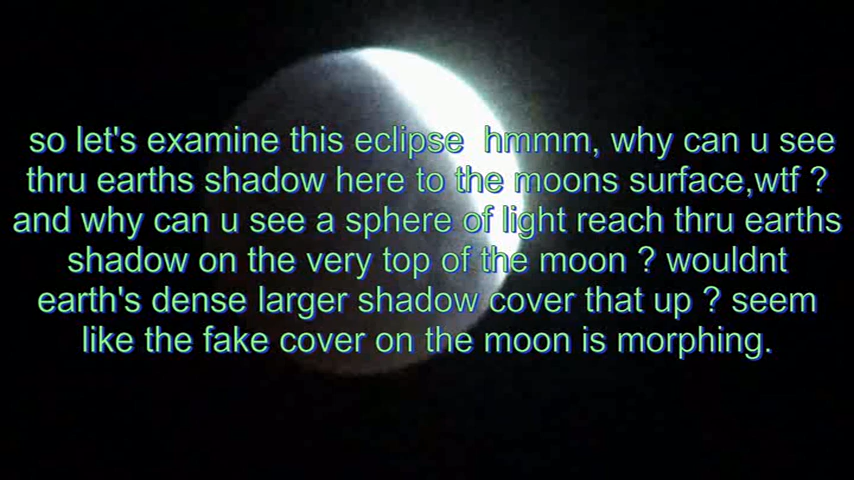 so let's examine this eclipse  hmmm, why can u see
thru earths shadow here to the moons surface,wtf ?
and why can u see a sphere of light reach thru earths
shadow on the very top of the moon ? wouldnt
earth's dense larger shadow cover that up ? seem
like the fake cover on the moon is morphing.